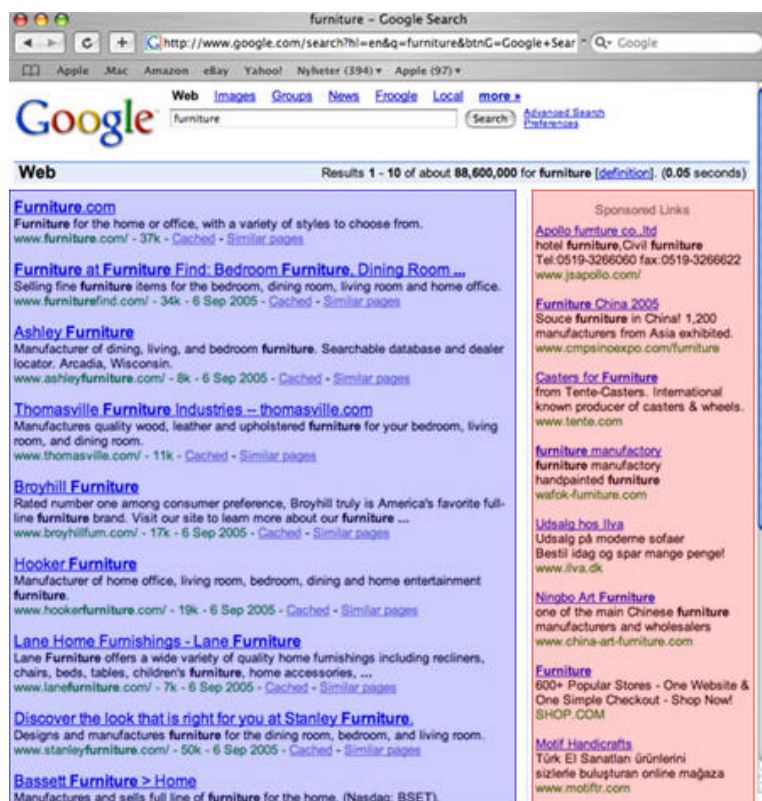 furniture – Google Search
http://www.google.com/search?hl=en&q=furniture&btnG=Google+Sear
Google
Apple .Mac Amazon eBay Yahoo! Nyheter (394) Apple (97)
Web Images Groups News Froogle Local more »
Google
furniture
Search
Advanced Search
Preferences
Web
Results 1 - 10 of about 88,600,000 for furniture [definition]. (0.05 seconds)
Furniture.com
Furniture for the home or office, with a variety of styles to choose from.
www.furniture.com/ - 37k - Cached - Similar pages
Furniture at Furniture Find: Bedroom Furniture, Dining Room ...
Selling fine furniture items for the bedroom, dining room, living room and home office.
www.furniturefind.com/ - 34k - 6 Sep 2005 - Cached - Similar pages
Ashley Furniture
Manufacturer of dining, living, and bedroom furniture. Searchable database and dealer
locator. Arcadia, Wisconsin.
www.ashleyfurniture.com/ - 8k - 6 Sep 2005 - Cached - Similar pages
Thomasville Furniture Industries -- thomasville.com
Manufactures quality wood, leather and upholstered furniture for your bedroom, living
room, and dining room.
www.thomasville.com/ - 11k - Cached - Similar pages
Broyhill Furniture
Rated number one among consumer preference, Broyhill truly is America's favorite full-
line furniture brand. Visit our site to learn more about our furniture ...
www.broyhillfurn.com/ - 17k - 6 Sep 2005 - Cached - Similar pages
Hooker Furniture
Manufacturer of home office, living room, bedroom, dining and home entertainment
furniture.
www.hookerfurniture.com/ - 19k - 6 Sep 2005 - Cached - Similar pages
Lane Home Furnishings - Lane Furniture
Lane Furniture offers a wide variety of quality home furnishings including recliners,
chairs, beds, tables, children's furniture, home accessories, ...
www.lanefurniture.com/ - 7k - 6 Sep 2005 - Cached - Similar pages
Discover the look that is right for you at Stanley Furniture.
Designs and manufactures furniture for the dining room, bedroom, and living room.
www.stanleyfurniture.com/ - 50k - 6 Sep 2005 - Cached - Similar pages
Bassett Furniture > Home
Manufactures and sells full line of furniture for the home. (Nasdaq: BSET).
Sponsored Links
Apollo furniture co.,ltd
hotel furniture,Civil furniture
Tel:0519-3266060 fax:0519-3266622
www.jsapollo.com/
Furniture China 2005
Souce furniture in China! 1,200
manufacturers from Asia exhibited.
www.cmpsinoexpo.com/furniture
Casters for Furniture
from Tente-Casters. International
known producer of casters & wheels.
www.tente.com
furniture manufactory
furniture manufactory
handpainted furniture
wafok-furniture.com
Udsalg hos Ilva
Udsalg på moderne sofaer
Bestil idag og spar mange penge!
www.ilva.dk
Ningbo Art Furniture
one of the main Chinese furniture
manufacturers and wholesalers
www.china-art-furniture.com
Furniture
600+ Popular Stores - One Website &
One Simple Checkout - Shop Now!
SHOP.COM
Motif Handicrafts
Türk El Sanatları ürünlerini
sizlerle buluşturan online mağaza
www.motiftr.com